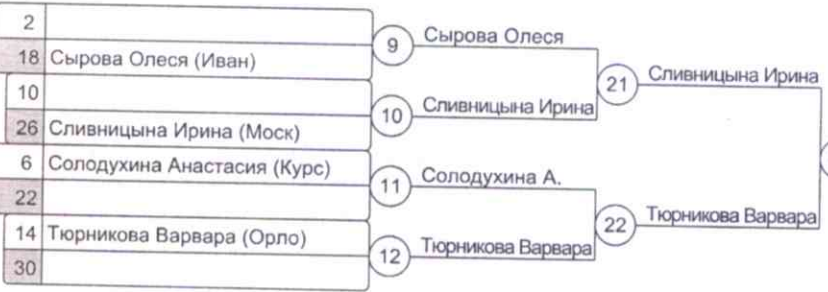 2
9 Сырова Олеся
18 Сырова Олеся (Иван)
21 Сливницына Ирина
10
10 Сливницына Ирина
26 Сливницына Ирина (Моск)
6 Солодухина Анастасия (Курс)
11 Солодухина А.
22
22 Тюрникова Варвара
14 Тюрникова Варвара (Орло)
12 Тюрникова Варвара
30